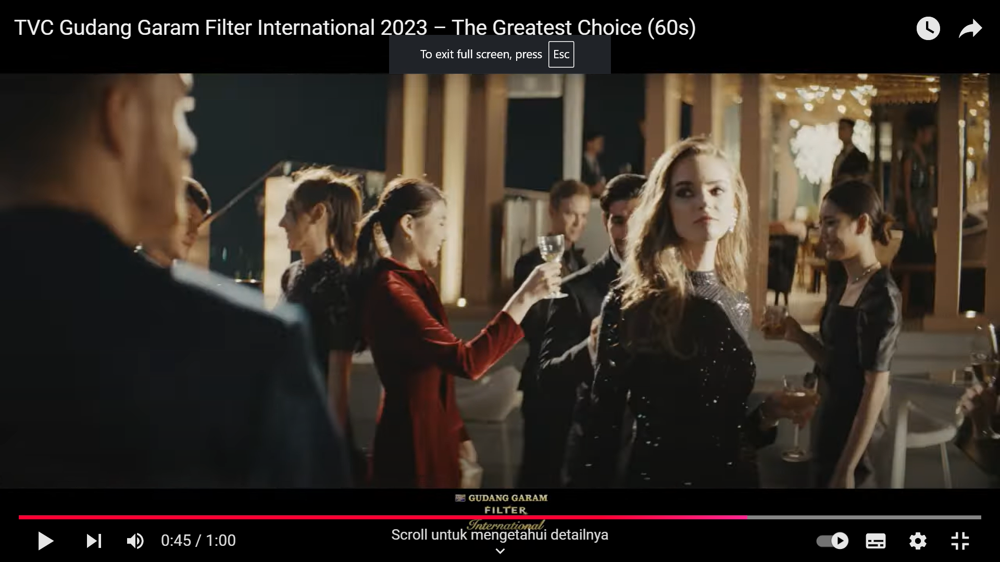 TVC Gudang Garam Filter International 2023 – The Greatest Choice (60s)
To exit full screen, press Esc
GUDANG GARAM
FILTER
International
0:45 / 1:00
Scroll untuk mengetahui detailnya